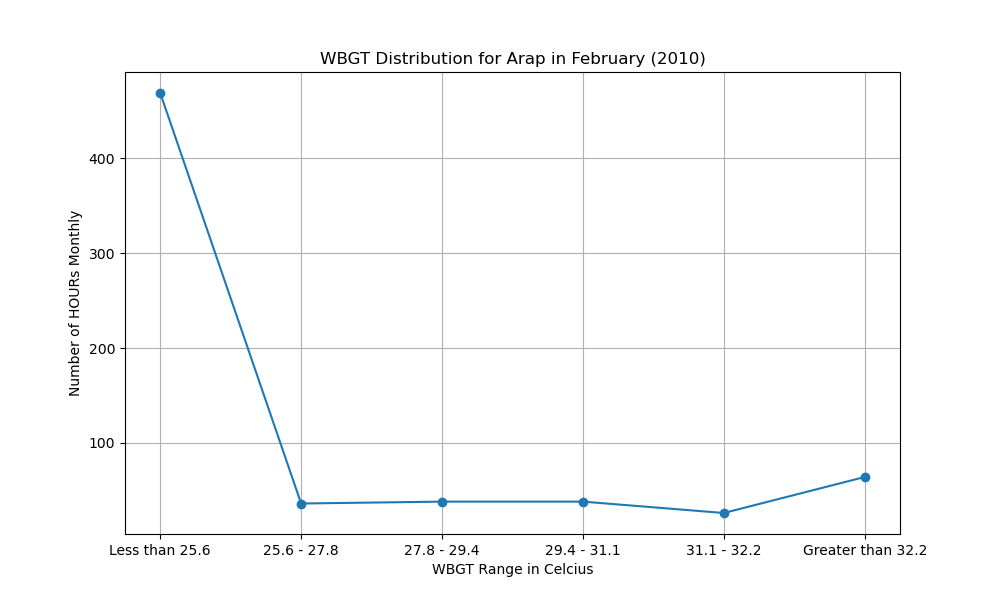 WBGT Distribution for Arap in February (2010)
Number of HOURs Monthly
400
300
200
100
Less than 25.6
25.6 - 27.8
27.8 - 29.4
29.4 - 31.1
31.1 - 32.2
Greater than 32.2
WBGT Range in Celcius